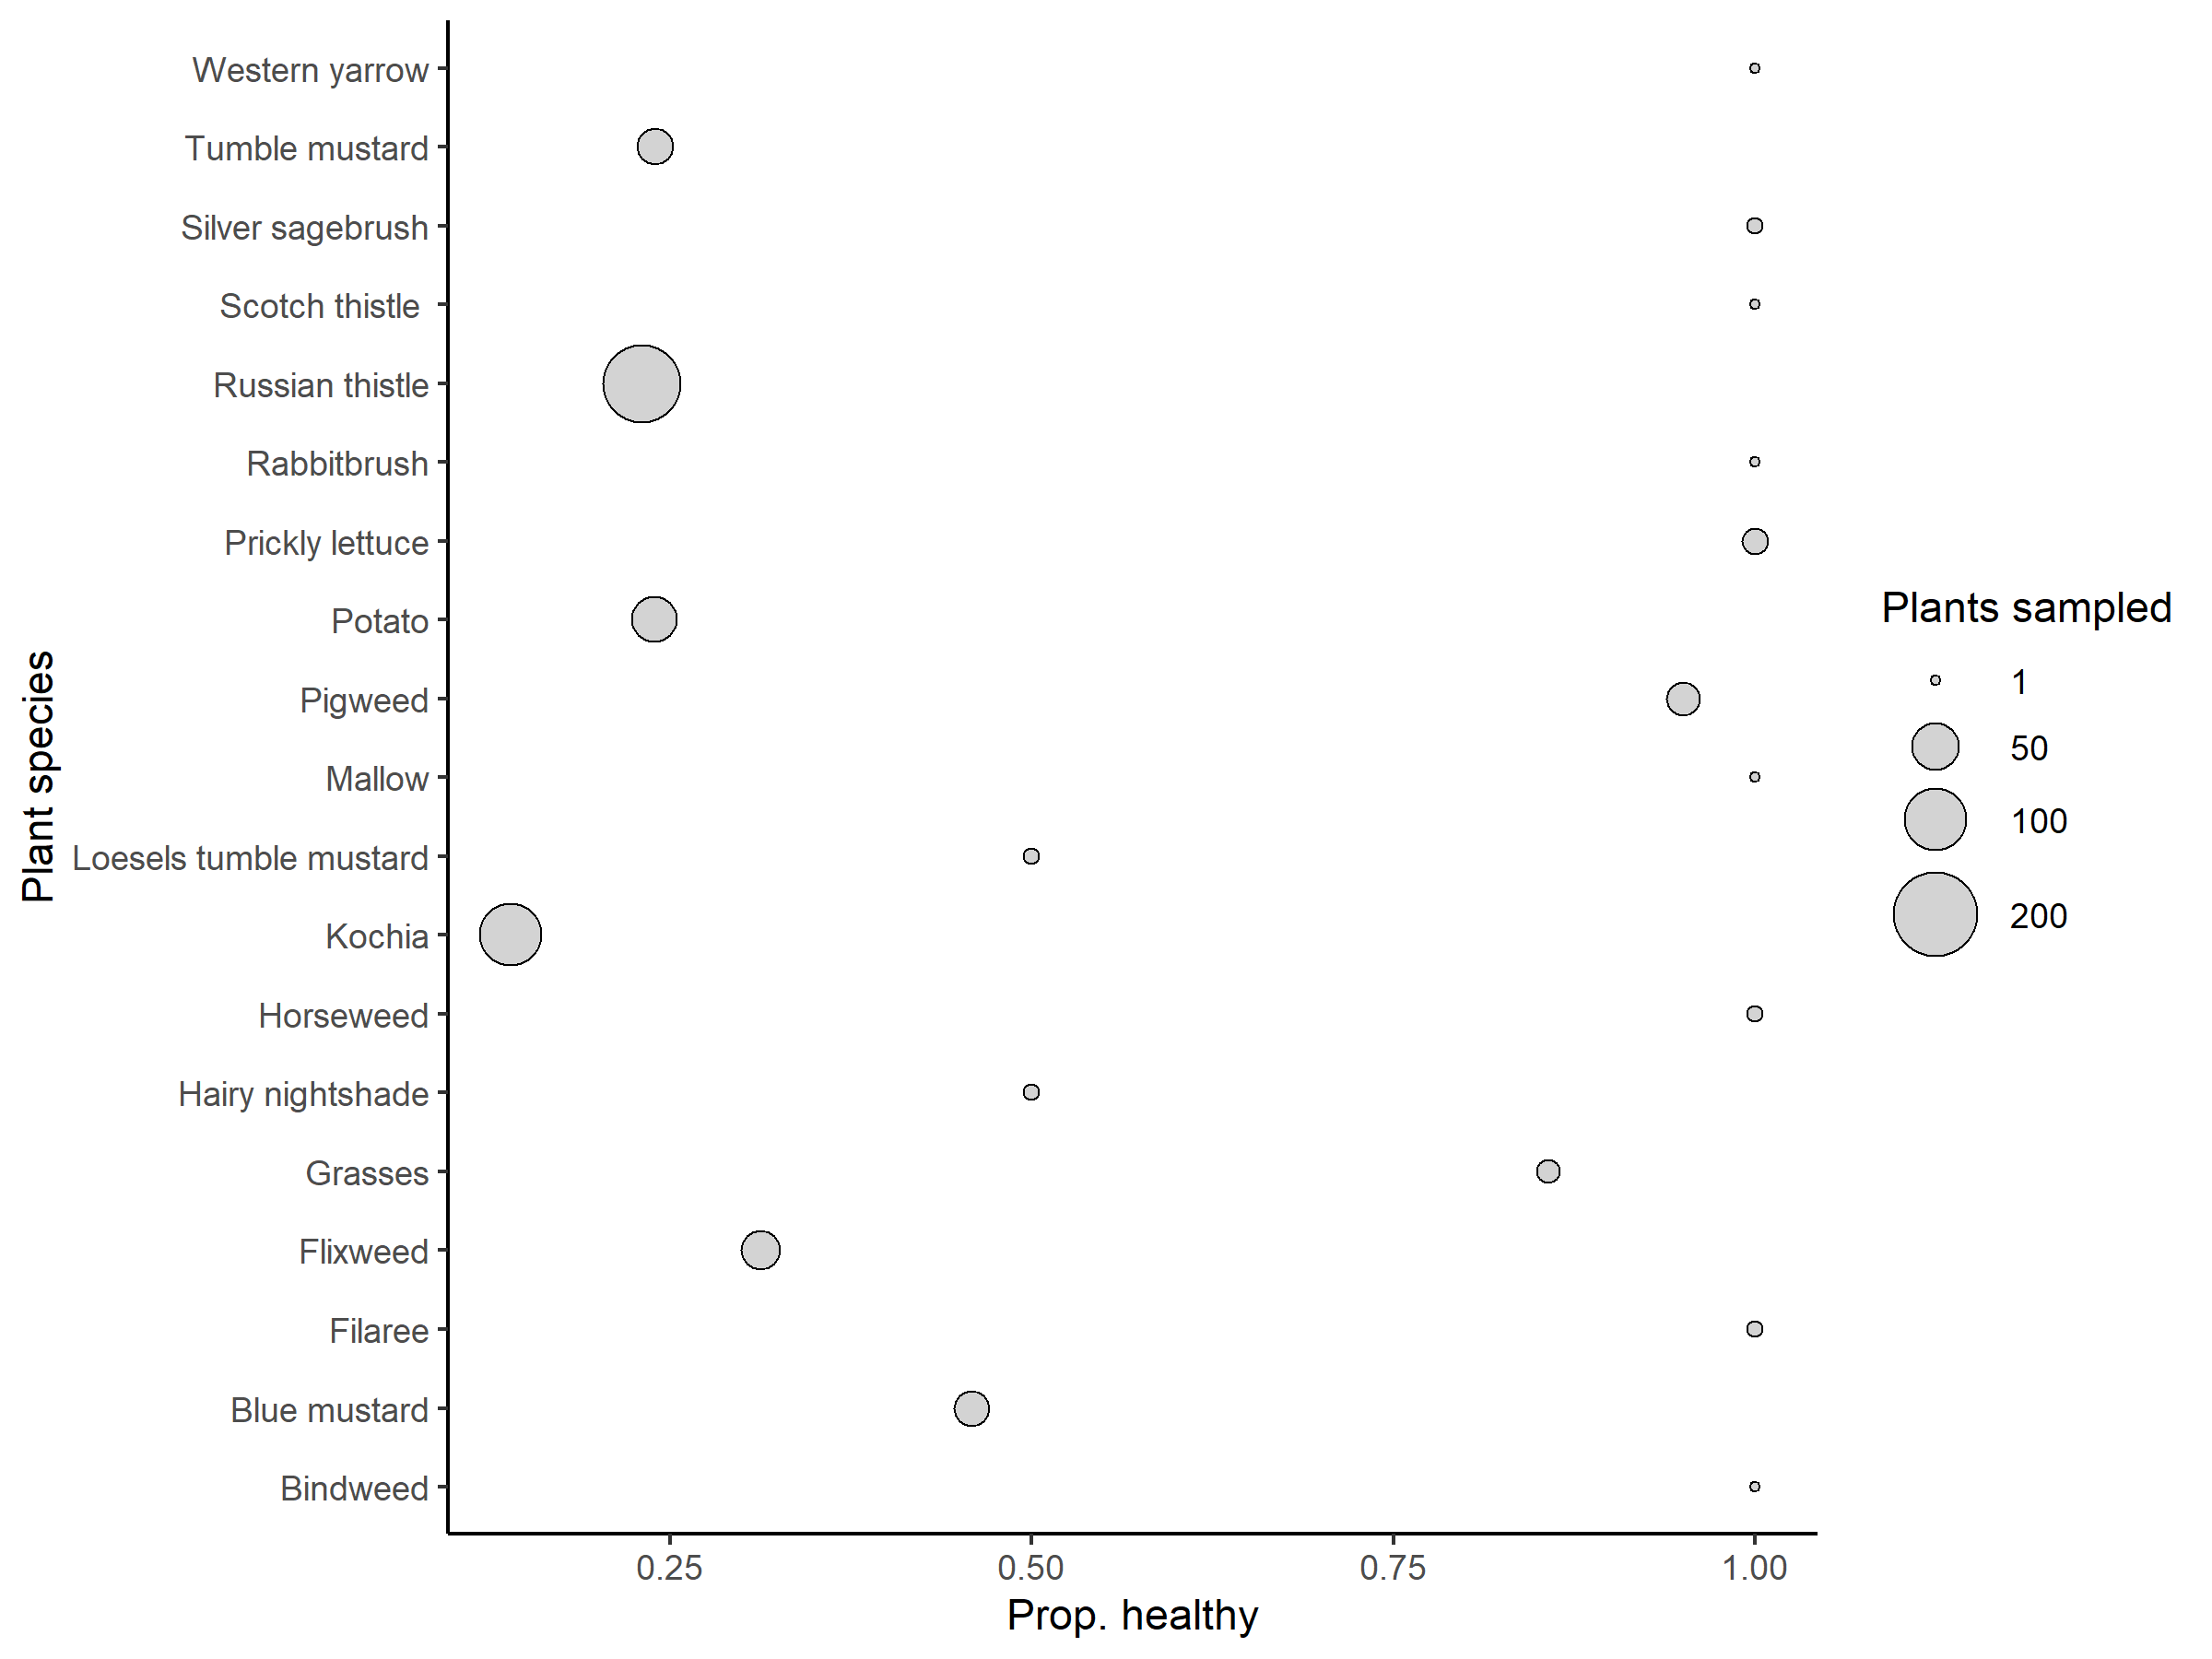 Western yarrow
Tumble mustard
Silver sagebrush
Scotch thistle
Russian thistle
Rabbitbrush
Prickly lettuce
Potato
Pigweed
Mallow
Loesels tumble mustard
Kochia
Horseweed
Hairy nightshade
Grasses
Flixweed
Filaree
Blue mustard
Bindweed
Plant species
0.25 0.50 0.75 1.00
Prop. healthy
Plants sampled
1
50
100
200